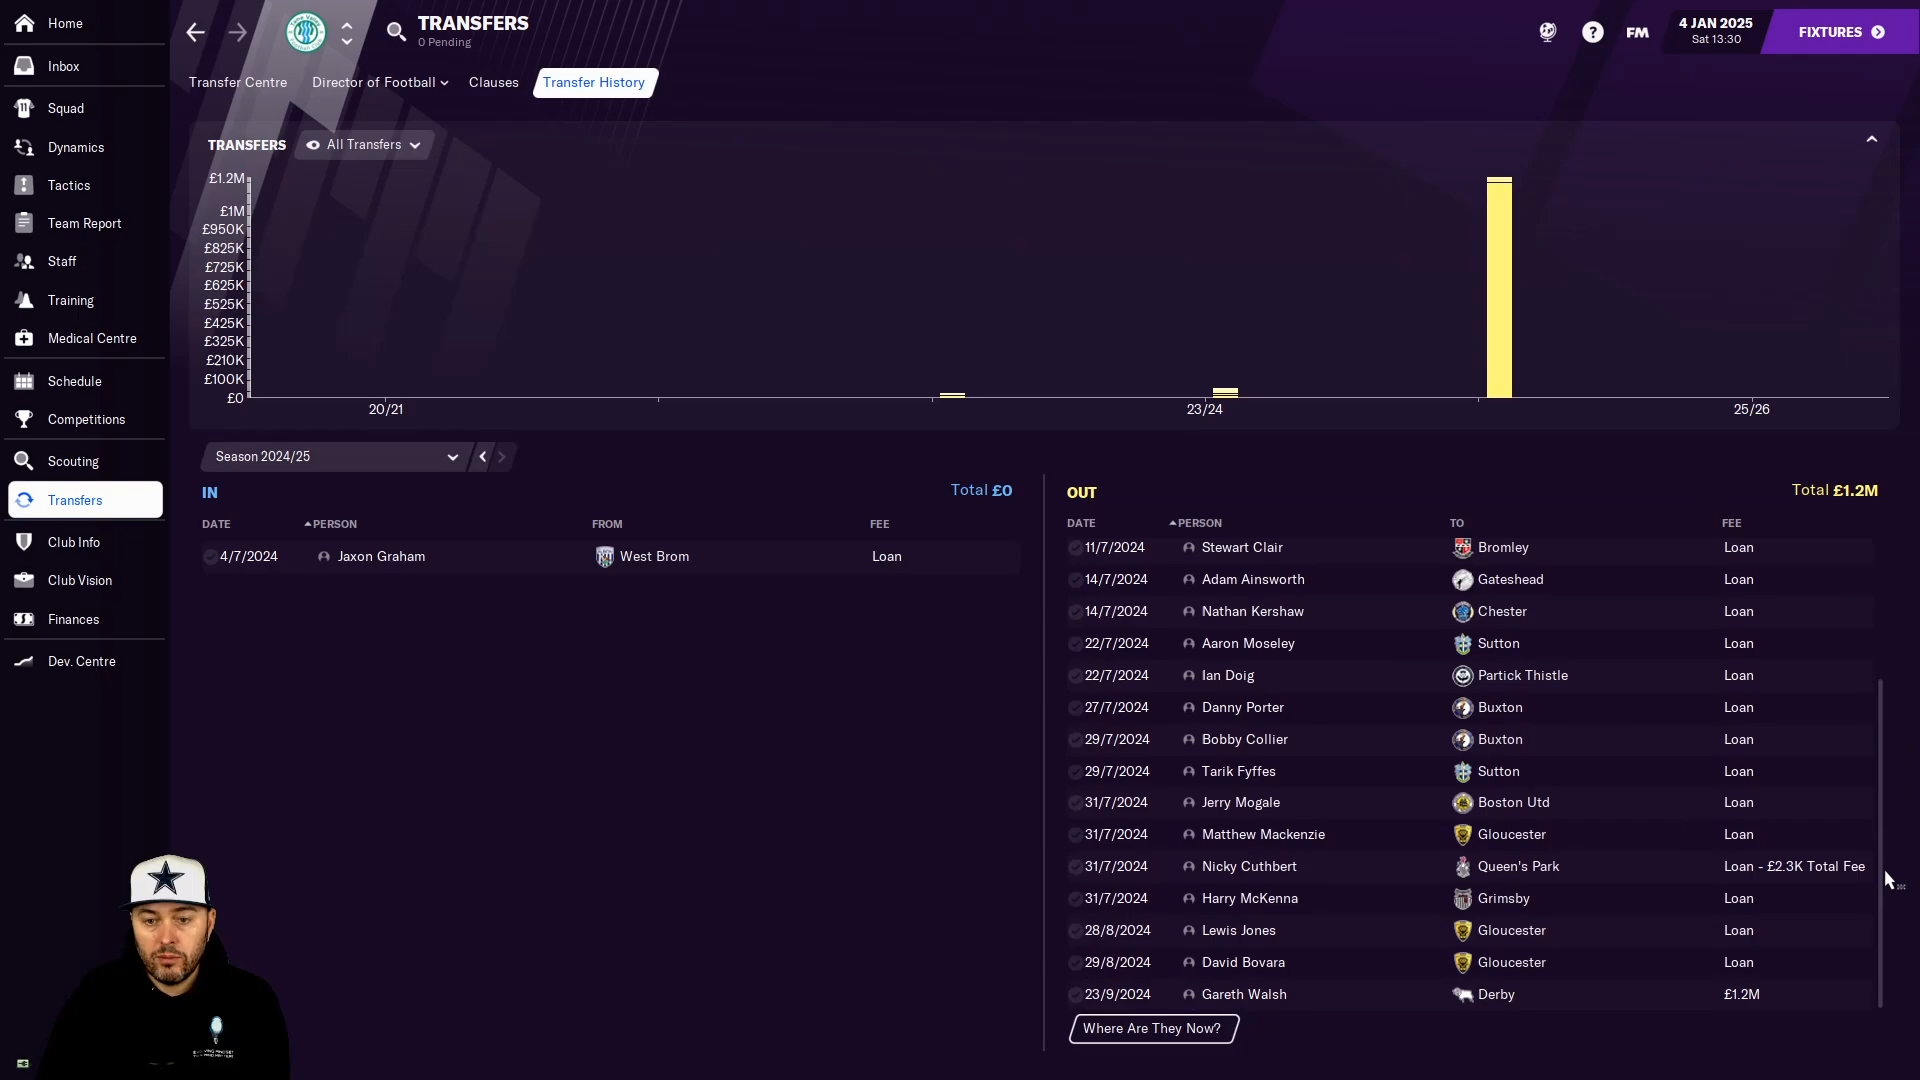 Home
Inbox
Squad
Dynamics
Tactics
Team Report
Staff
Training
Medical Centre
Schedule
Competitions
Scouting
Transfers
Club Info
Club Vision
Finances
Dev. Centre
TRANSFERS
0 Pending
?
FM
4 JAN 2025
Sat 13:30
FIXTURES
Transfer Centre
Director of Football
Clauses
Transfer History
TRANSFERS
All Transfers
£1.2M
£1M
£950K
£825K
£725K
£625K
£525K
£425K
£325K
£210K
£100K
£0
20/21
23/24
25/26
Season 2024/25
IN
Total £0
DATE PERSON FROM FEE
4/7/2024 Jaxon Graham West Brom Loan
OUT
Total £1.2M
DATE PERSON TO FEE
11/7/2024 Stewart Clair Bromley Loan
14/7/2024 Adam Ainsworth Gateshead Loan
14/7/2024 Nathan Kershaw Chester Loan
22/7/2024 Aaron Moseley Sutton Loan
22/7/2024 Ian Doig Partick Thistle Loan
27/7/2024 Danny Porter Buxton Loan
29/7/2024 Bobby Collier Buxton Loan
29/7/2024 Tarik Fyffes Sutton Loan
31/7/2024 Jerry Mogale Boston Utd Loan
31/7/2024 Matthew Mackenzie Gloucester Loan
31/7/2024 Nicky Cuthbert Queen's Park Loan - £2.3K Total Fee
31/7/2024 Harry McKenna Grimsby Loan
28/8/2024 Lewis Jones Gloucester Loan
29/8/2024 David Bovara Gloucester Loan
23/9/2024 Gareth Walsh Derby £1.2M
Where Are They Now?